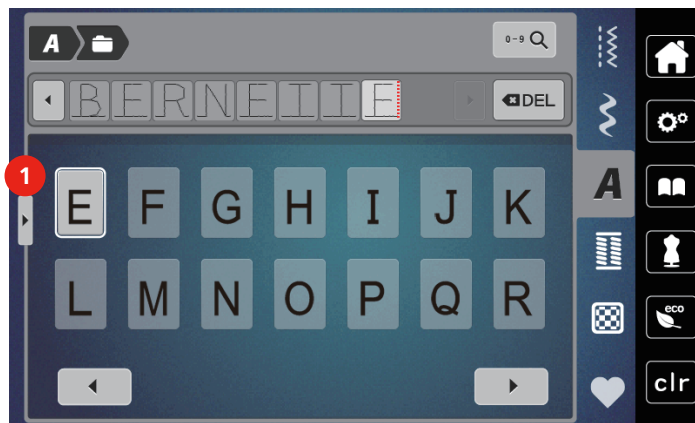 A 0-9
BERNETTE DEL
1
E F G H I J K
L M N O P Q R
A
eco
clr